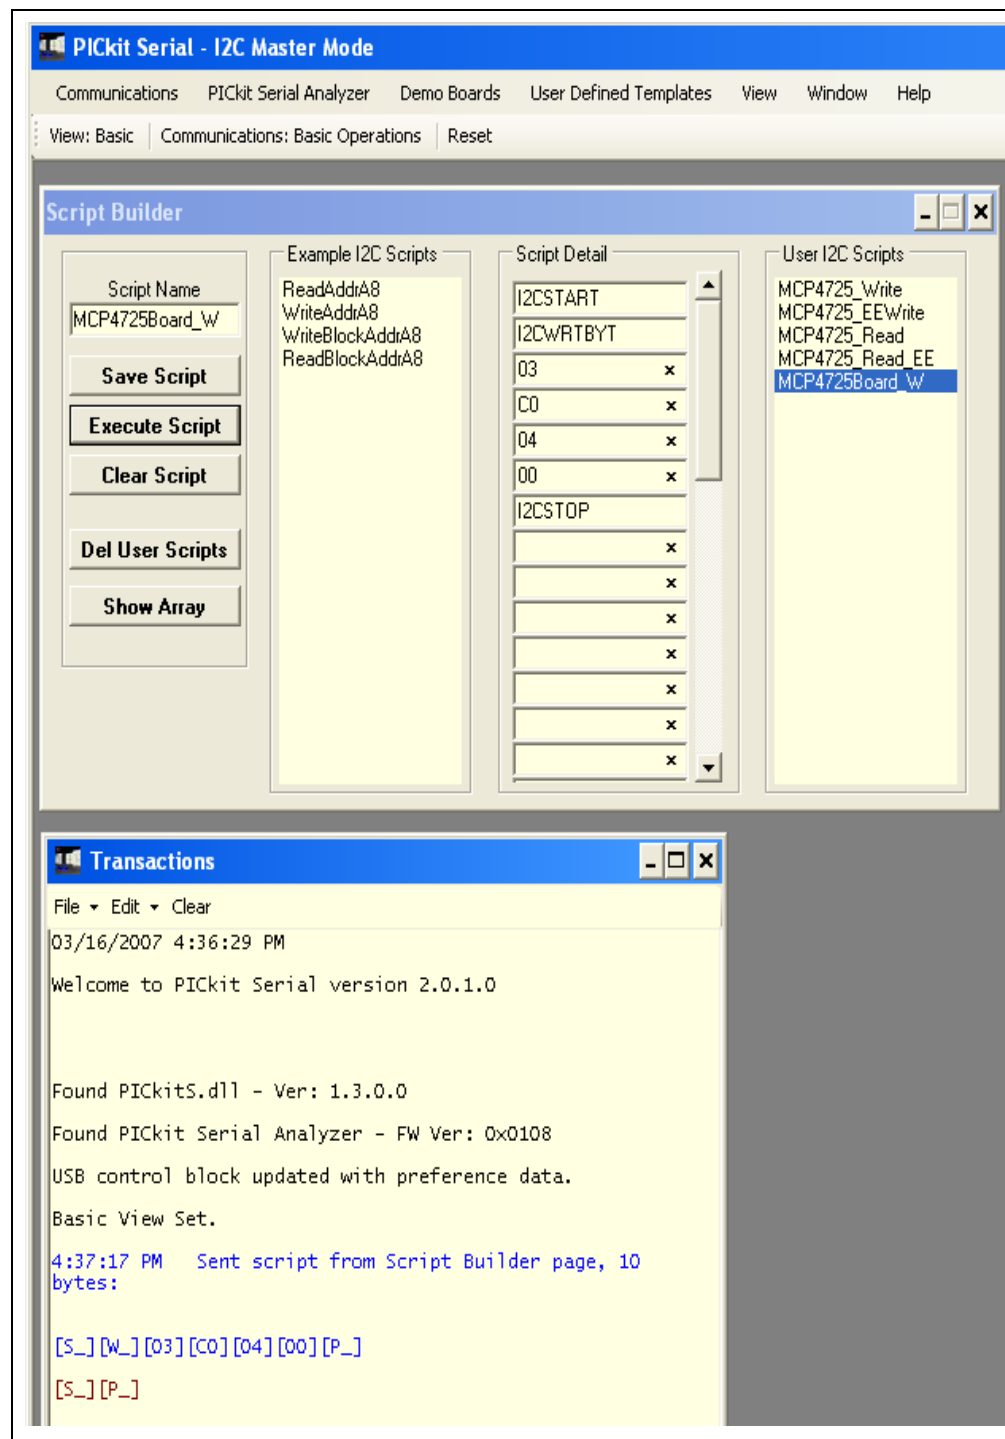 PICkit Serial - I2C Master Mode
Communications PICkit Serial Analyzer Demo Boards User Defined Templates View Window Help
View: Basic Communications: Basic Operations Reset
Script Builder
Script Name
MCP4725Board_W
Save Script
Execute Script
Clear Script
Del User Scripts
Show Array
Example I2C Scripts
ReadAddrA8
WriteAddrA8
WriteBlockAddrA8
ReadBlockAddrA8
Script Detail
I2CSTART
I2CWRTBYT
03 x
C0 x
04 x
00 x
I2CSTOP
x
x
x
x
x
x
x
User I2C Scripts
MCP4725_Write
MCP4725_EEWrite
MCP4725_Read
MCP4725_Read_EE
MCP4725Board_W
Transactions
File Edit Clear
03/16/2007 4:36:29 PM
Welcome to PICkit Serial version 2.0.1.0
Found PICkitS.dll - Ver: 1.3.0.0
Found PICkit Serial Analyzer - FW Ver: 0x0108
USB control block updated with preference data.
Basic View Set.
4:37:17 PM Sent script from Script Builder page, 10
bytes:
[S_][W_][03][C0][04][00][P_]
[S_][P_]